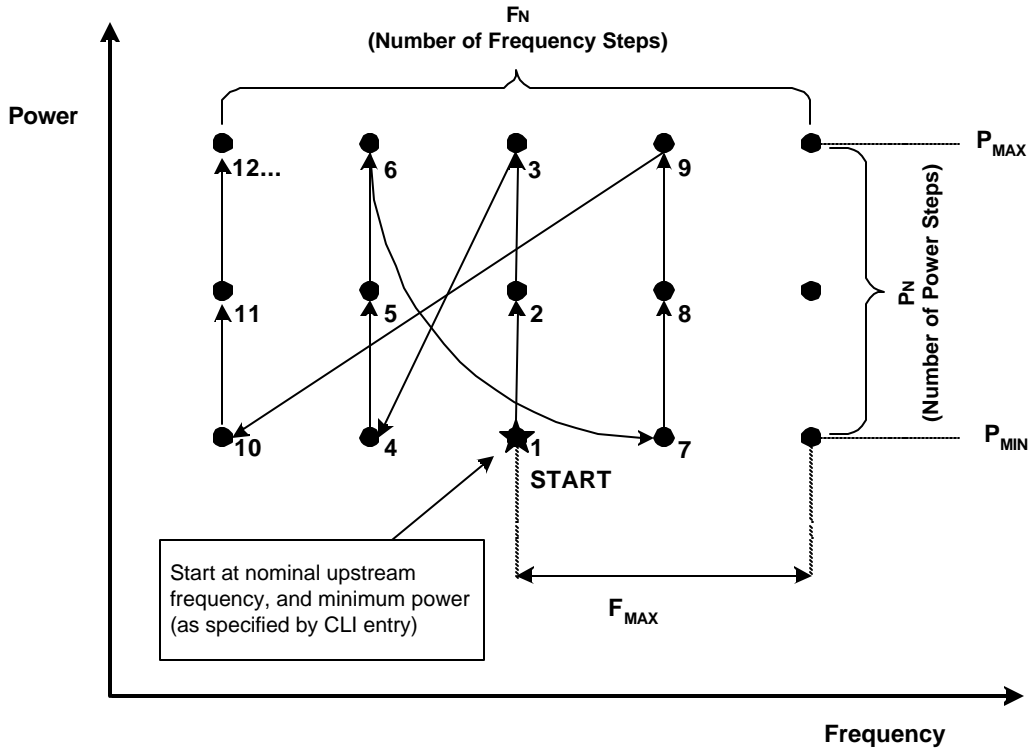 FN
(Number of Frequency Steps)
Power
PMAX
12...
6
3
9
PN
(Number of Power Steps)
11
5
2
8
10
4
1
7
PMIN
START
Start at nominal upstream
frequency, and minimum power
(as specified by CLI entry)
FMAX
Frequency